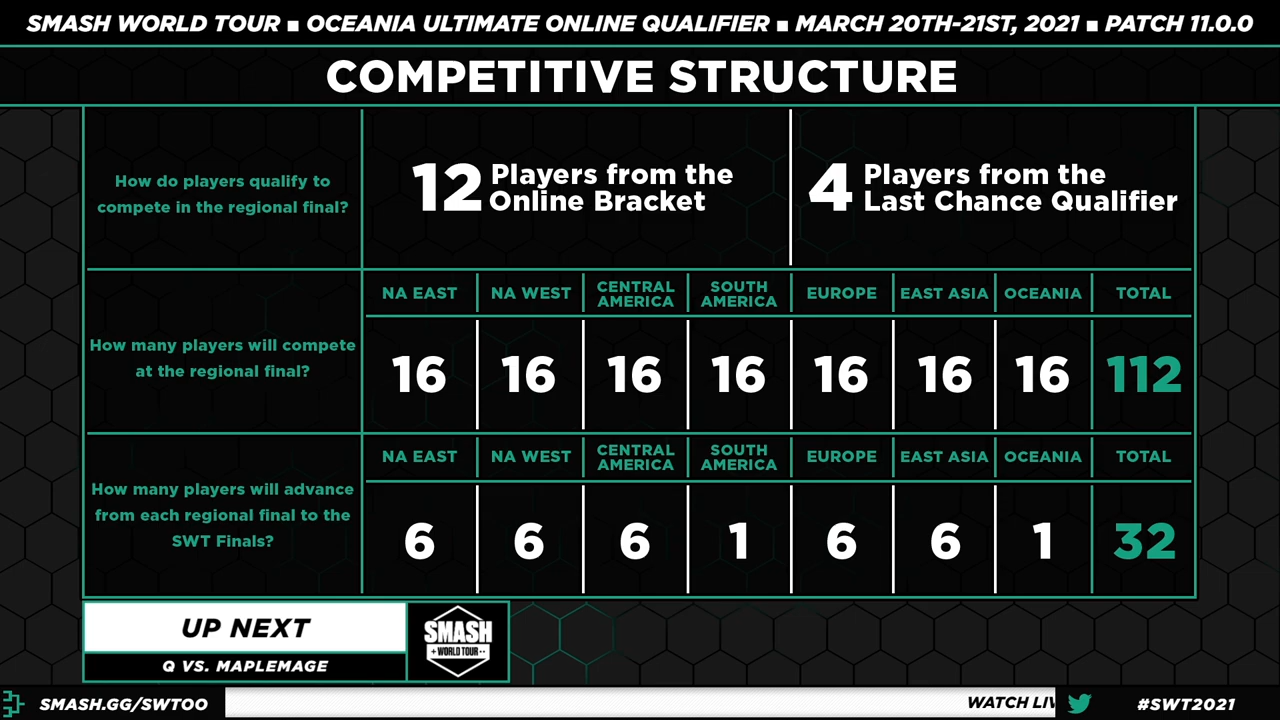 SMASH WORLD TOUR ■ OCEANIA ULTIMATE ONLINE QUALIFIER ■ MARCH 20TH-21ST, 2021 ■ PATCH 11.0.0
COMPETITIVE STRUCTURE
How do players qualify to
compete in the regional final?
12 Players from the
Online Bracket
4 Players from the
Last Chance Qualifier
How many players will compete
at the regional final?
NA EAST NA WEST CENTRAL AMERICA SOUTH AMERICA EUROPE EAST ASIA OCEANIA TOTAL
16 16 16 16 16 16 16 112
How many players will advance
from each regional final to the
SWT Finals?
NA EAST NA WEST CENTRAL AMERICA SOUTH AMERICA EUROPE EAST ASIA OCEANIA TOTAL
6 6 6 1 6 6 1 32
UP NEXT
Q VS. MAPLEMAGE
SMASH
WORLD TOUR
SMASH.GG/SWTOO
WATCH
#SWT2021